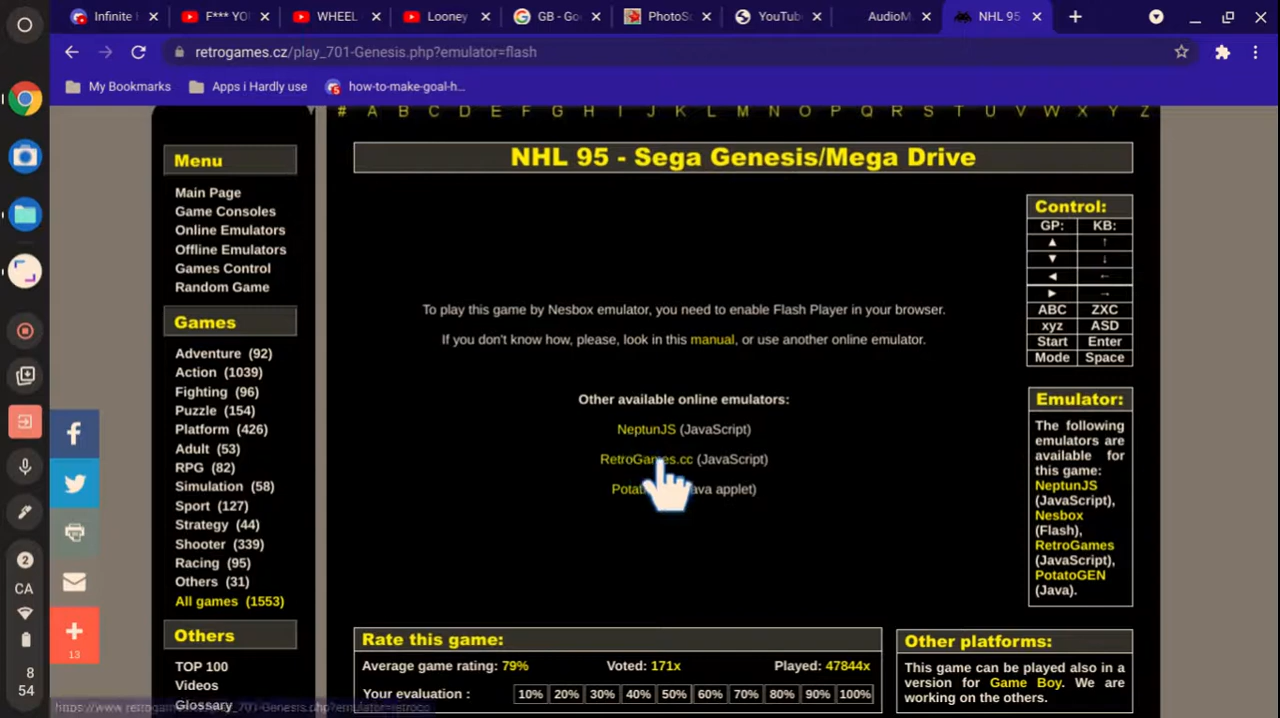 Infinite H
F*** YO
WHEEL
Looney
GB - Go
PhotoSc
YouTub
AudioM
NHL 95
retrogames.cz/play_701-Genesis.php?emulator=flash
My Bookmarks
Apps i Hardly use
how-to-make-goal-h...
# A B C D E F G H I J K L M N O P Q R S T U V W X Y Z
Menu
Main Page
Game Consoles
Online Emulators
Offline Emulators
Games Control
Random Game
Games
Adventure (92)
Action (1039)
Fighting (96)
Puzzle (154)
Platform (426)
Adult (53)
RPG (82)
Simulation (58)
Sport (127)
Strategy (44)
Shooter (339)
Racing (95)
Others (31)
All games (1553)
Others
TOP 100
Videos
Glossary
NHL 95 - Sega Genesis/Mega Drive
To play this game by Nesbox emulator, you need to enable Flash Player in your browser.
If you don't know how, please, look in this manual, or use another online emulator.
Other available online emulators:
NeptunJS (JavaScript)
RetroGames.cc (JavaScript)
Potat ava applet)
Control:
GP: KB:
▲ ↑
▼ ↓
◄ ←
► →
ABC ZXC
xyz ASD
Start Enter
Mode Space
Emulator:
The following
emulators are
available for
this game:
NeptunJS
(JavaScript),
Nesbox
(Flash),
RetroGames
(JavaScript),
PotatoGEN
(Java).
Rate this game:
Average game rating: 79% Voted: 171x Played: 47844x
Your evaluation : 10% 20% 30% 40% 50% 60% 70% 80% 90% 100%
Other platforms:
This game can be played also in a
version for Game Boy. We are
working on the others.
13
2
CA
8
54